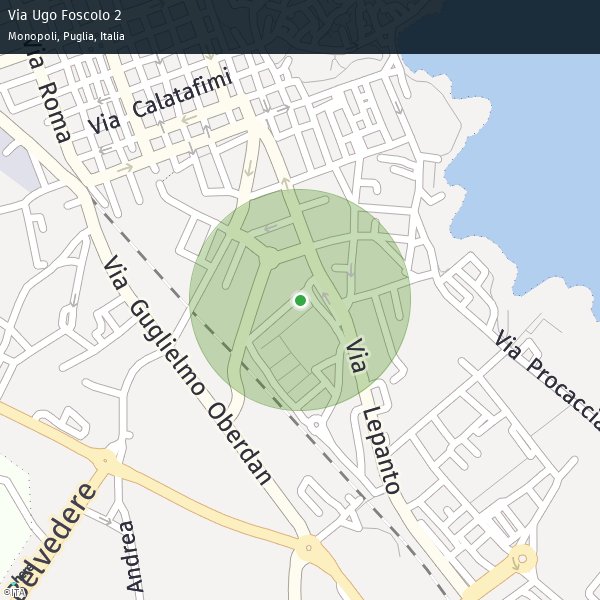 Via Ugo Foscolo 2
Monopoli, Puglia, Italia
Via Roma
Via Calatafimi
Via Guglielmo Oberdan
Via Lepanto
Via Procaccia
Belvedere
Andrea
©ITA